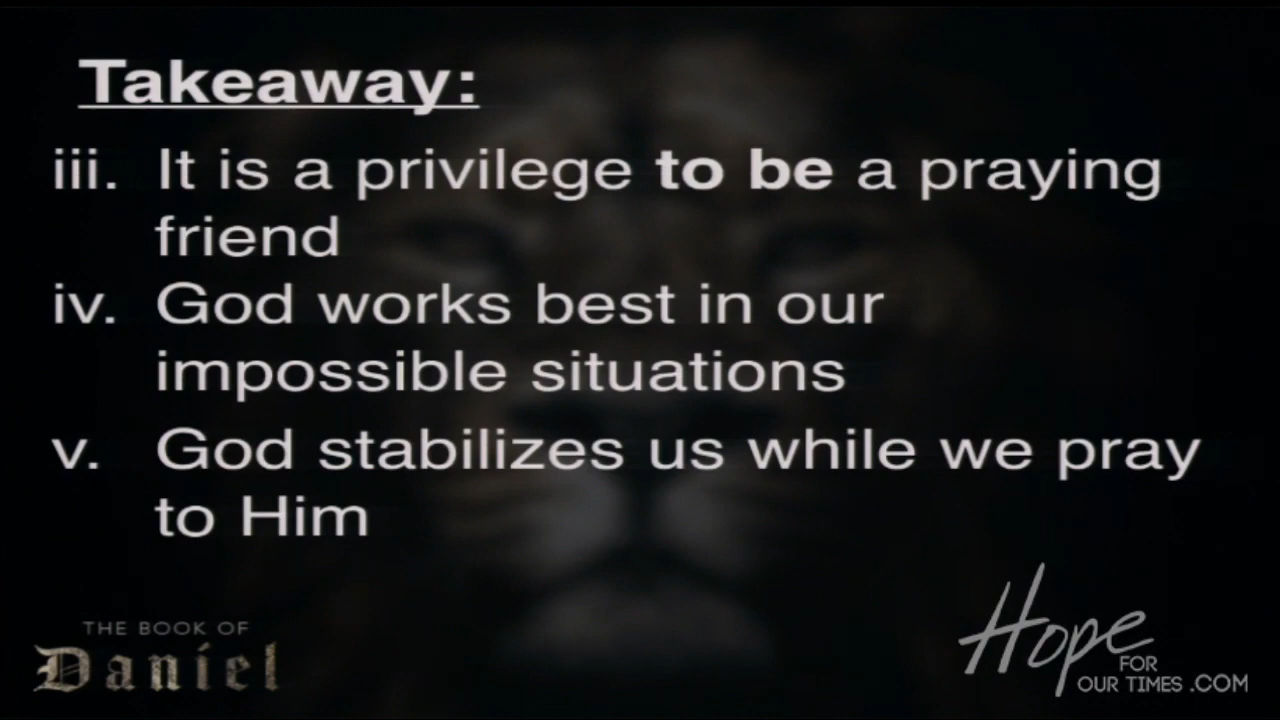 Takeaway:
iii. It is a privilege to be a praying
friend
iv. God works best in our
impossible situations
v. God stabilizes us while we pray
to Him
THE BOOK OF
Daniel
Hope
FOR
OUR TIMES .COM